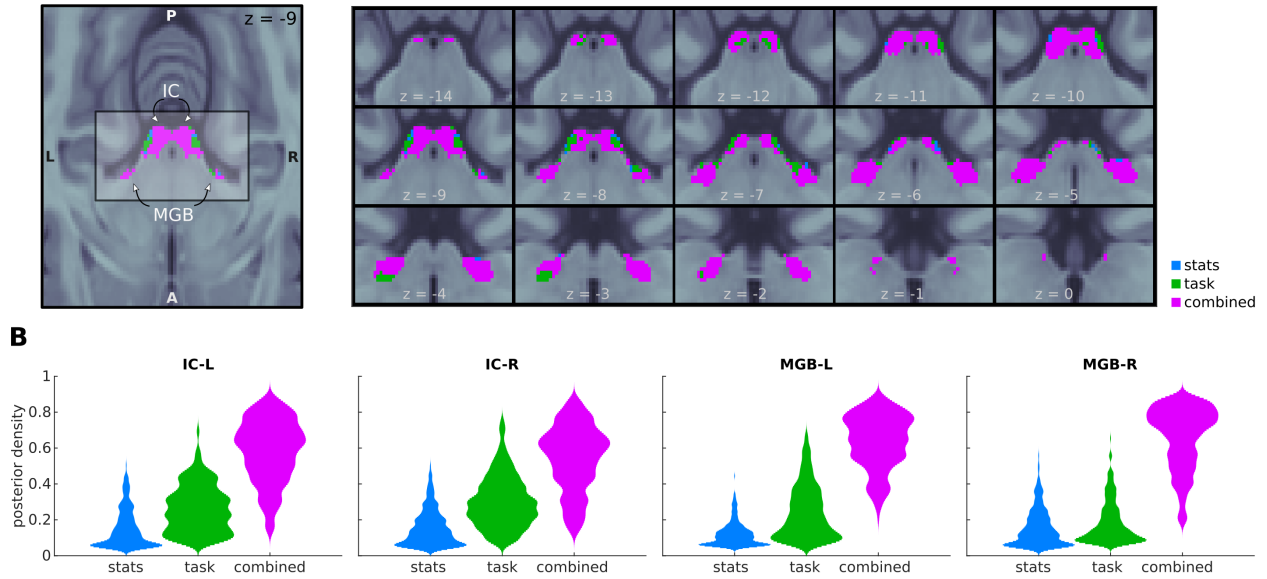 P
z = -9
IC
L
R
MGB
A
z = -14
z = -13
z = -12
z = -11
z = -10
z = -9
z = -8
z = -7
z = -6
z = -5
z = -4
z = -3
z = -2
z = -1
z = 0
stats
task
combined
B
IC-L
IC-R
MGB-L
MGB-R
posterior density
1
0.8
0.6
0.4
0.2
0
stats task combined
stats task combined
stats task combined
stats task combined